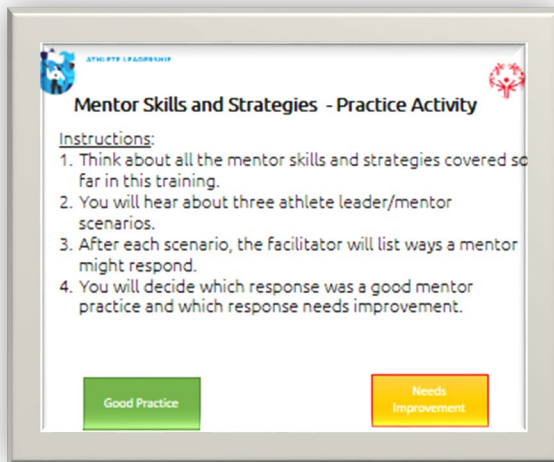 ATHLETE LEADERSHIP
Mentor Skills and Strategies - Practice Activity
Instructions:
1. Think about all the mentor skills and strategies covered so
far in this training.
2. You will hear about three athlete leader/mentor
scenarios.
3. After each scenario, the facilitator will list ways a mentor
might respond.
4. You will decide which response was a good mentor
practice and which response needs improvement.
Good Practice
Needs
Improvement